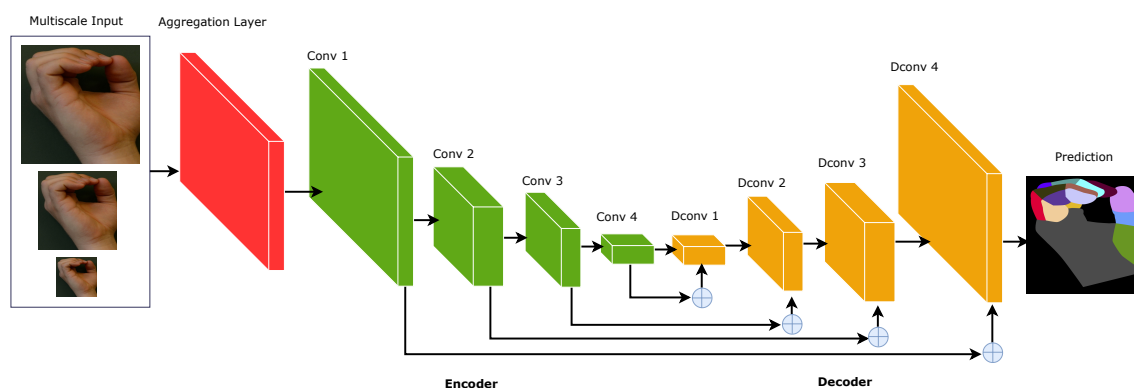 Multiscale Input
Aggregation Layer
Conv 1
Conv 2
Conv 3
Conv 4
Dconv 1
Dconv 2
Dconv 3
Dconv 4
Prediction
Encoder
Decoder